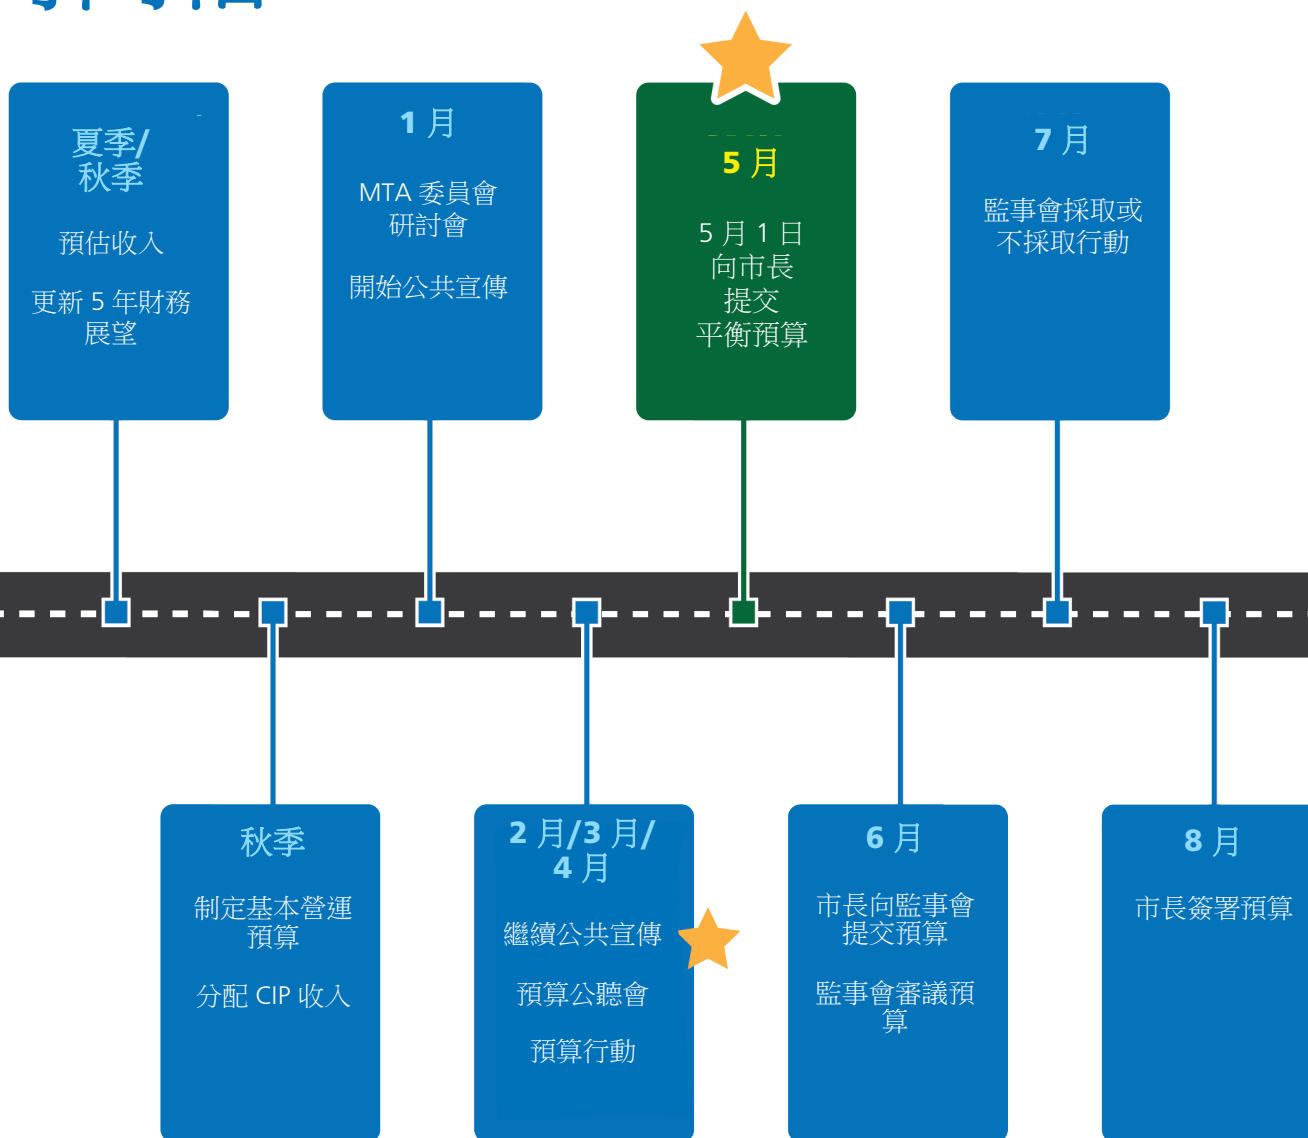 夏季/
秋季
預估收入
更新 5 年財務
展望
1 月
MTA 委員會
研討會
開始公共宣傳
5 月
5 月 1 日
向市長
提交
平衡預算
7 月
監事會採取或
不採取行動
秋季
制定基本營運
預算
分配 CIP 收入
2 月/3 月/
4 月
繼續公共宣傳
預算公聽會
預算行動
6 月
市長向監事會
提交預算
監事會審議預
算
8 月
市長簽署預算